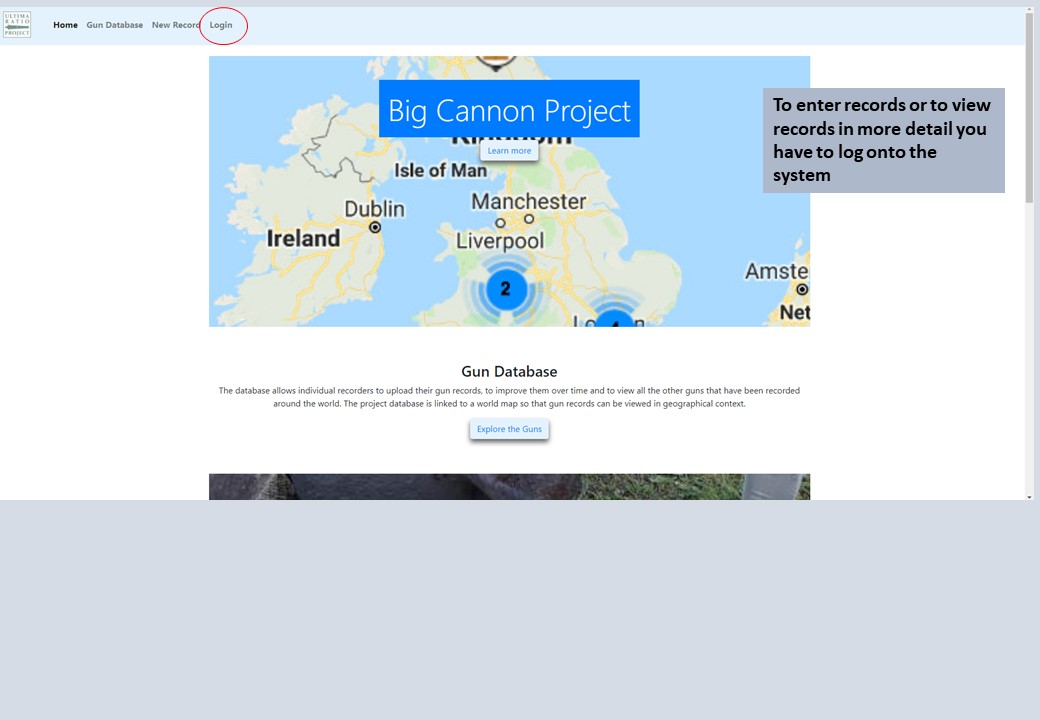 ULTIMA
RATIO
PROJECT
Home Gun Database New Record Login
Big Cannon Project
Learn more
To enter records or to view
records in more detail you
have to log onto the
system
Isle of Man
Dublin
Manchester
Ireland
Liverpool
Amste
2
Net
Gun Database
The database allows individual recorders to upload their gun records, to improve them over time and to view all the other guns that have been recorded
around the world. The project database is linked to a world map so that gun records can be viewed in geographical context.
Explore the Guns